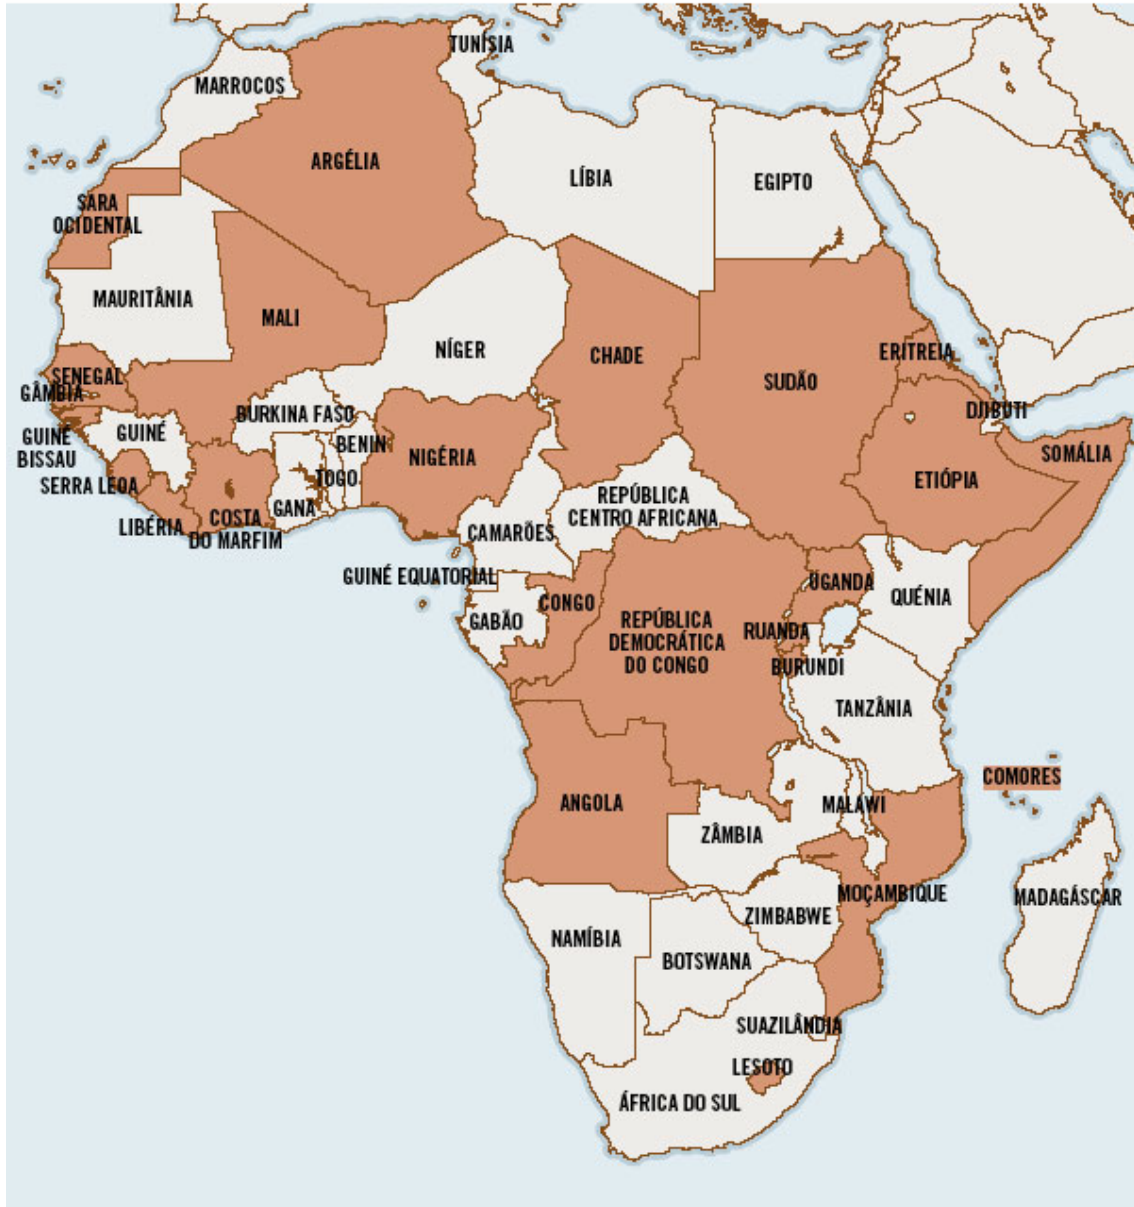 TUNÍSIA
MARROCOS
ARGÉLIA
LÍBIA
EGIPTO
SARA
OCIDENTAL
MAURITÂNIA
MALI
NÍGER
CHADE
SUDÃO
ERITREIA
SENEGAL
GÂMBIA
DJIBUTI
BURKINA FASO
GUINÉ
BISSAU
GUINÉ
BENIN
NIGÉRIA
SOMÁLIA
ETIÓPIA
SERRA LEOA
TOGO
GANA
LIBÉRIA
COSTA
DO MARFIM
REPÚBLICA
CENTRO AFRICANA
CAMARÕES
GUINÉ EQUATORIAL
UGANDA
QUÉNIA
CONGO
GABÃO
REPÚBLICA
DEMOCRÁTICA
DO CONGO
RUANDA
BURUNDI
TANZÂNIA
COMORES
ANGOLA
MALAWI
ZÂMBIA
MOÇAMBIQUE
MADAGÁSCAR
ZIMBABWE
NAMÍBIA
BOTSWANA
SUAZILÂNDIA
LESOTO
ÁFRICA DO SUL